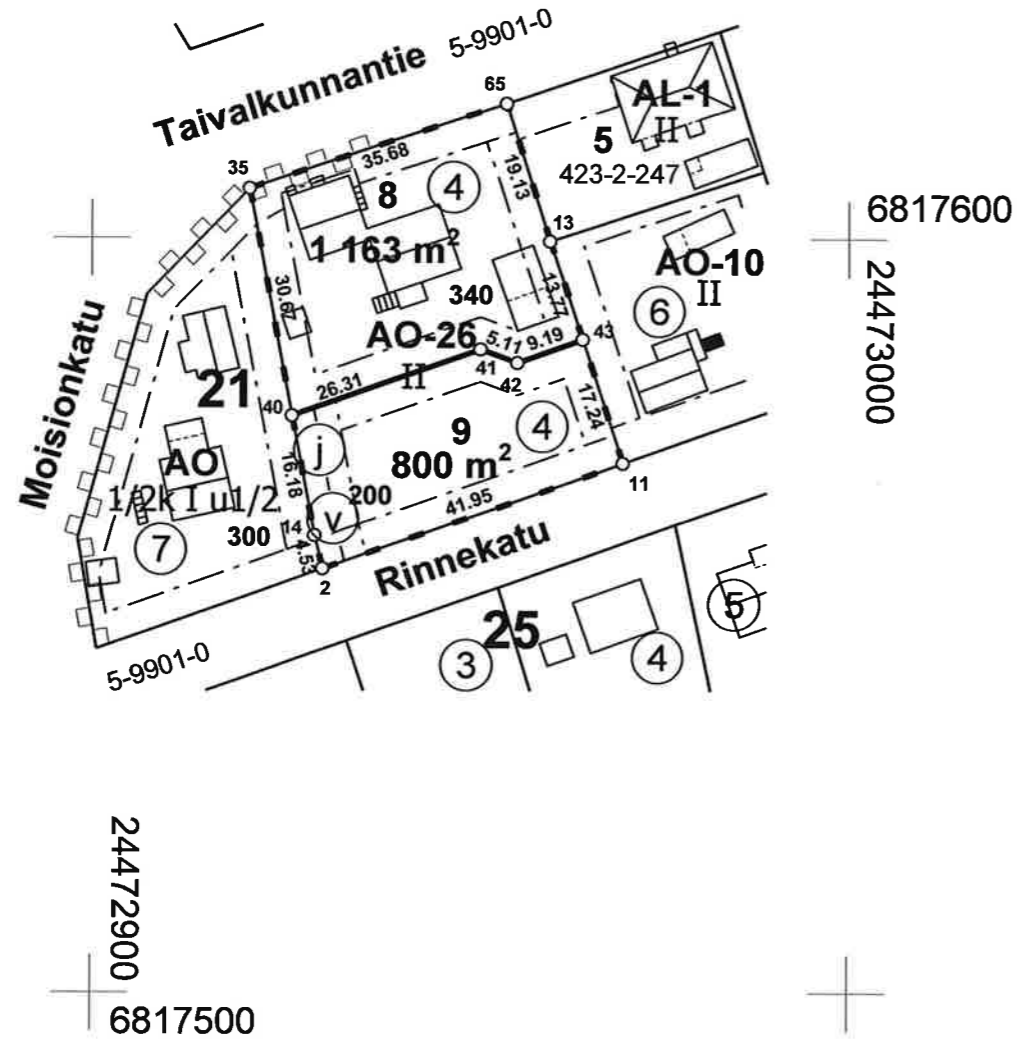 Taivalkunnantie 5-9901-0
65
35
35.68
19.13
AL-1
II
5
423-2-247
8
4
1 163 m²
13
6817600
24473000
30.67
340
13.77
AO-10
II
6
AO-26
II
5.11
9.19
43
41
42
26.31
40
Moisionkatu
21
AO
1/2k I u1/2
7
300
j
16.18
9
4
800 m²
17.24
11
200
v
14
4.53
41.95
2
Rinnekatu
5-9901-0
25
3
4
5
24472900
6817500